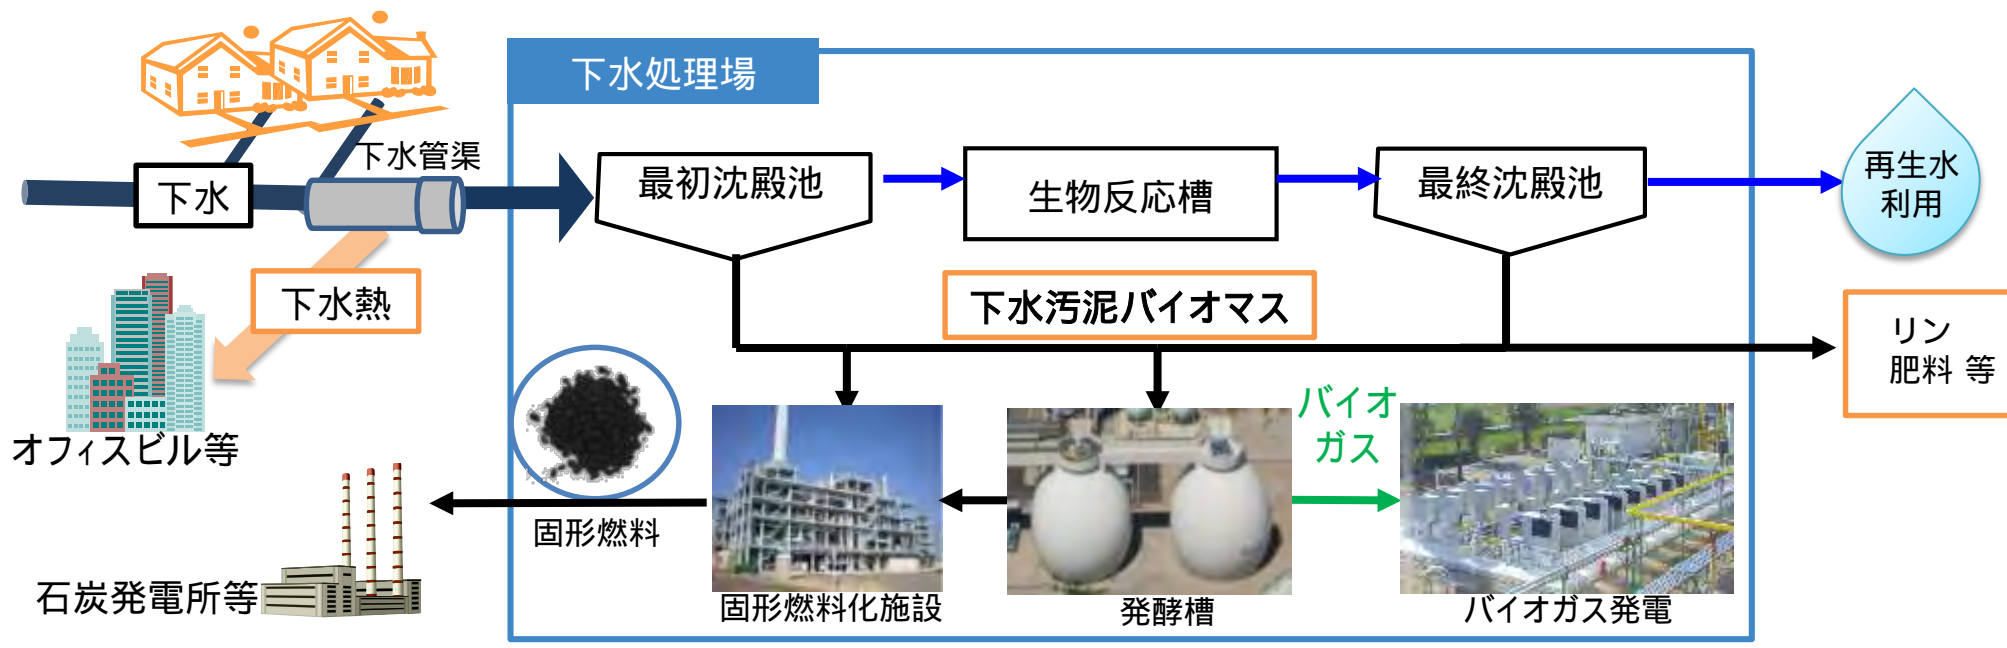 下水処理場
下水管渠
下水
最初沈殿池
生物反応槽
最終沈殿池
再生水
利用
下水熱
下水汚泥バイオマス
リン
肥料 等
オフィスビル等
バイオ
ガス
固形燃料
石炭発電所等
固形燃料化施設
発酵槽
バイオガス発電